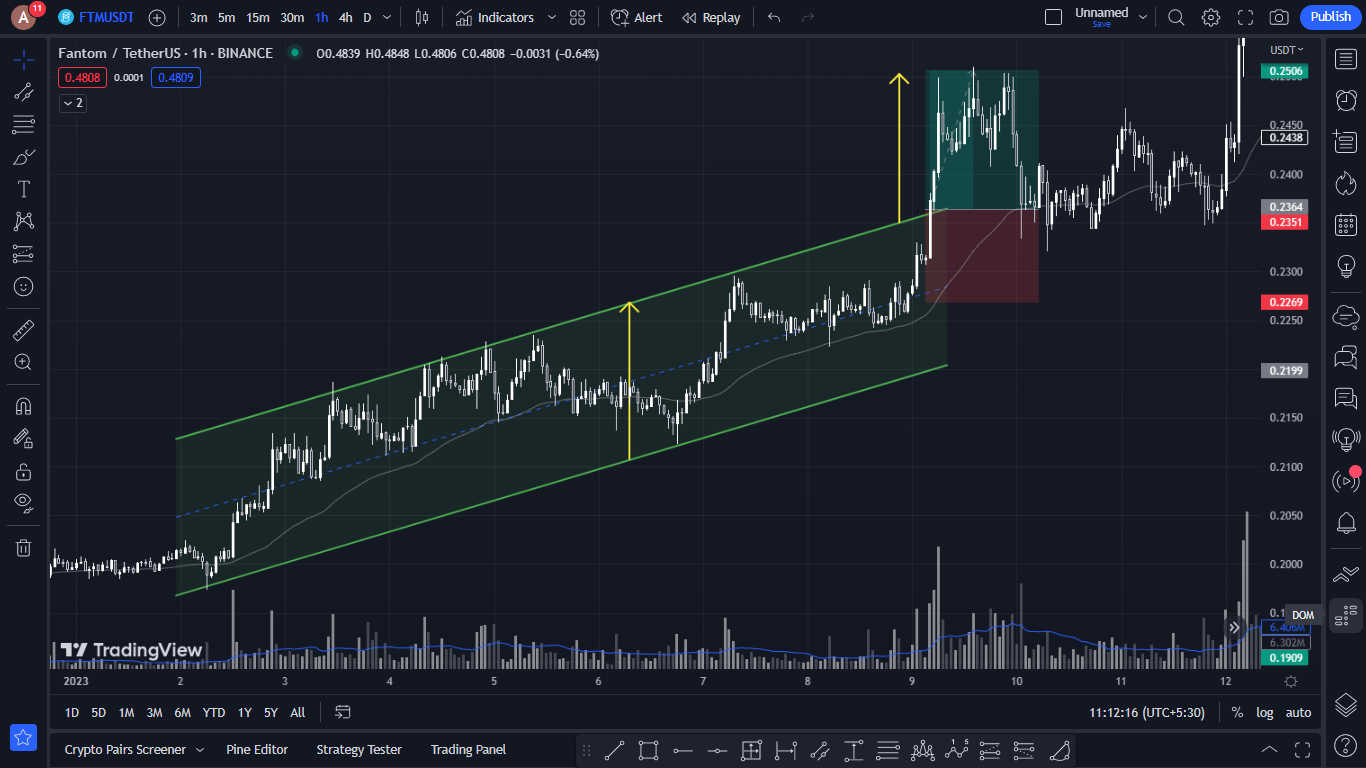 A 11 FTMUSDT 3m 5m 15m 30m 1h 4h D Indicators Alert Replay Unnamed Publish
Save
Fantom / TetherUS · 1h · BINANCE O0.4839 H0.4848 L0.4806 C0.4808 −0.0031 (−0.64%)
USDT
0.4808 0.0001 0.4809
2
T
0.2506
0.2450
0.2438
0.2400
0.2364
0.2351
0.2300
0.2269
0.2250
0.2199
0.2150
0.2100
0.2050
0.2000
DOM
6.406M
6.302M
0.1909
TradingView
2023 2 3 4 5 6 7 8 9 10 11 12
1D 5D 1M 3M 6M YTD 1Y 5Y All 11:12:16 (UTC+5:30) % log auto
Crypto Pairs Screener Pine Editor Strategy Tester Trading Panel